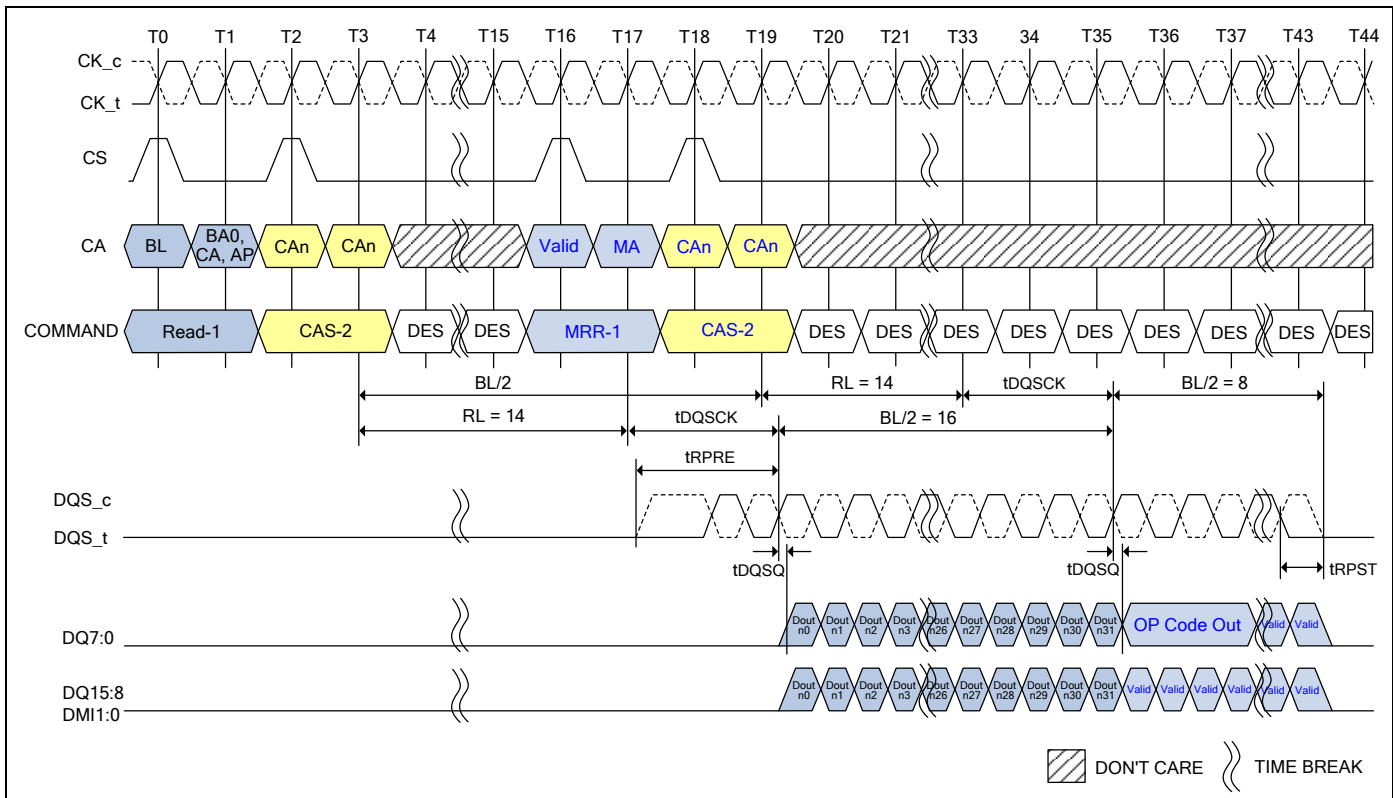 T0 T1 T2 T3 T4 T15 T16 T17 T18 T19 T20 T21 T33 34 T35 T36 T37 T43 T44
CK_c
CK_t
CS
CA BL BA0, CA, AP CAn CAn Valid MA CAn CAn
COMMAND Read-1 CAS-2 DES DES MRR-1 CAS-2 DES DES DES DES DES DES DES DES DES
BL/2 RL = 14 tDQSCK BL/2 = 8
RL = 14 tDQSCK BL/2 = 16
tRPRE
DQS_c
DQS_t
tDQSQ tDQSQ tRPST
DQ7:0 Dout n0 Dout n1 Dout n2 Dout n3 Dout n26 Dout n27 Dout n28 Dout n29 Dout n30 Dout n31 OP Code Out Valid Valid
DQ15:8 Dout n0 Dout n1 Dout n2 Dout n3 Dout n26 Dout n27 Dout n28 Dout n29 Dout n30 Dout n31 Valid Valid Valid Valid Valid Valid
DMI1:0
DON'T CARE TIME BREAK